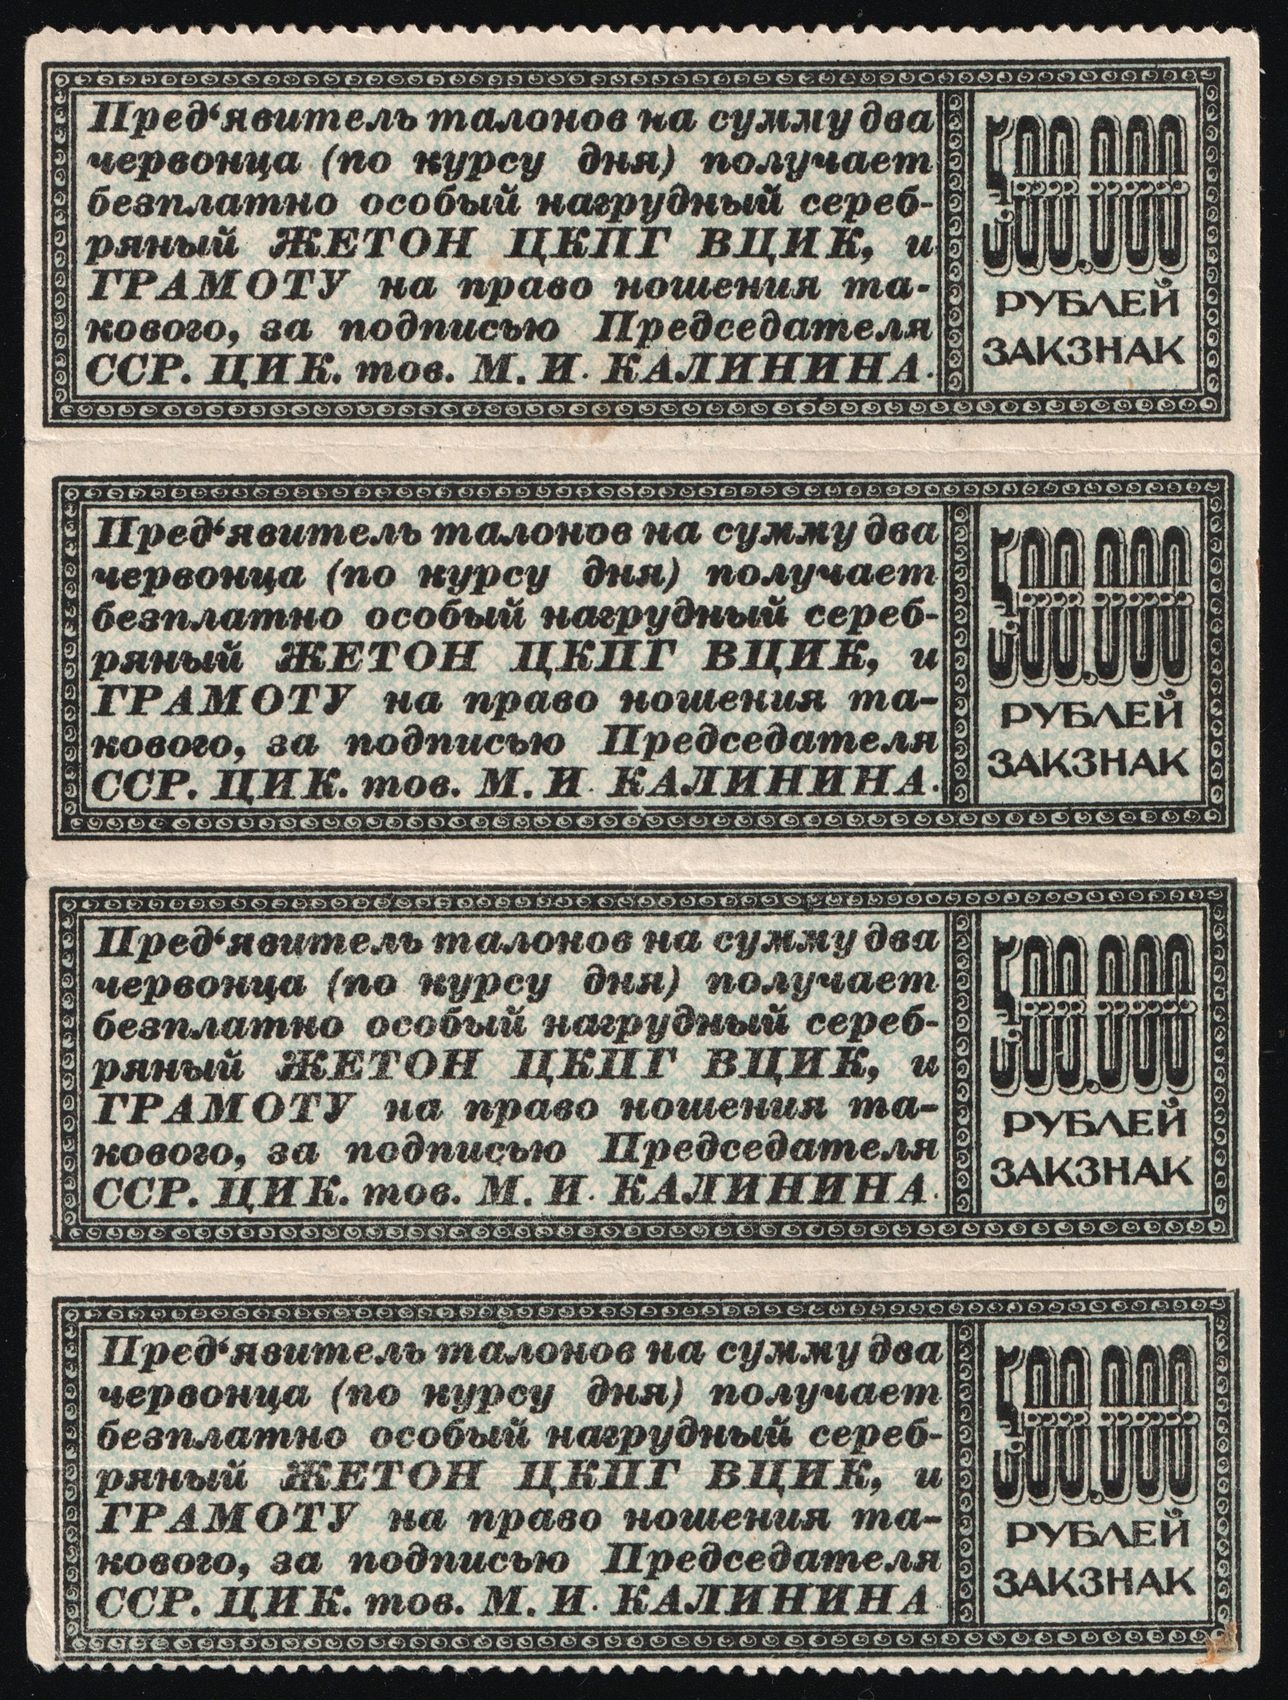 Пред‘явитель талонов на сумму два
червонца (по курсу дня) получает
безплатно особый нагрудный сереб-
ряный ЖЕТОН ЦКПГ ВЦИК, и
ГРАМОТУ на право ношения та-
кового, за подписью Председателя
ССР. ЦИК. тов. М. И. КАЛИНИНА.
500.000
РУБЛЕЙ
ЗАКЗНАК
Пред‘явитель талонов на сумму два
червонца (по курсу дня) получает
безплатно особый нагрудный сереб-
ряный ЖЕТОН ЦКПГ ВЦИК, и
ГРАМОТУ на право ношения та-
кового, за подписью Председателя
ССР. ЦИК. тов. М. И. КАЛИНИНА.
500.000
РУБЛЕЙ
ЗАКЗНАК
Пред‘явитель талонов на сумму два
червонца (по курсу дня) получает
безплатно особый нагрудный сереб-
ряный ЖЕТОН ЦКПГ ВЦИК, и
ГРАМОТУ на право ношения та-
кового, за подписью Председателя
ССР. ЦИК. тов. М. И. КАЛИНИНА.
500.000
РУБЛЕЙ
ЗАКЗНАК
Пред‘явитель талонов на сумму два
червонца (по курсу дня) получает
безплатно особый нагрудный сереб-
ряный ЖЕТОН ЦКПГ ВЦИК, и
ГРАМОТУ на право ношения та-
кового, за подписью Председателя
ССР. ЦИК. тов. М. И. КАЛИНИНА
500.000
РУБЛЕЙ
ЗАКЗНАК